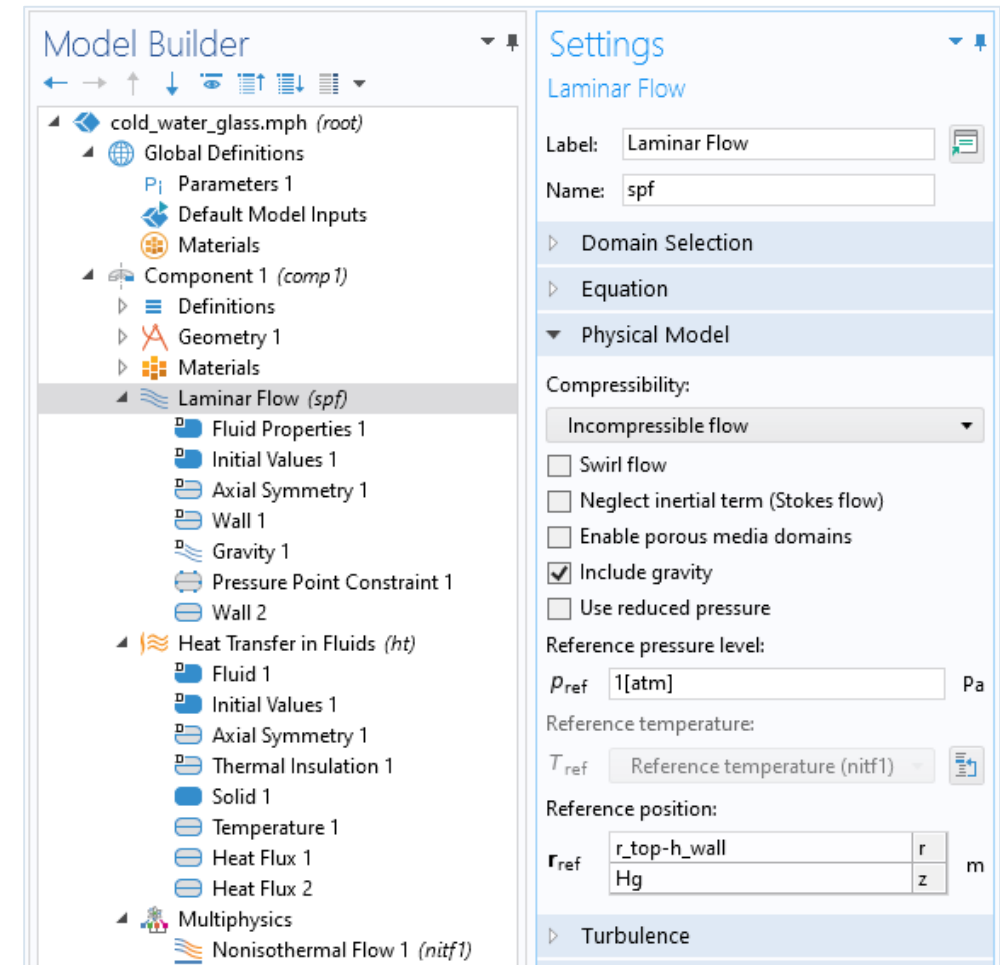 Model Builder
cold_water_glass.mph (root)
Global Definitions
Pi Parameters 1
Default Model Inputs
Materials
Component 1 (comp1)
Definitions
Geometry 1
Materials
Laminar Flow (spf)
D Fluid Properties 1
D Initial Values 1
D Axial Symmetry 1
D Wall 1
D Gravity 1
Pressure Point Constraint 1
Wall 2
Heat Transfer in Fluids (ht)
D Fluid 1
D Initial Values 1
D Axial Symmetry 1
D Thermal Insulation 1
Solid 1
Temperature 1
Heat Flux 1
Heat Flux 2
Multiphysics
Nonisothermal Flow 1 (nitf1)
Settings
Laminar Flow
Label: Laminar Flow
Name: spf
Domain Selection
Equation
Physical Model
Compressibility:
Incompressible flow
Swirl flow
Neglect inertial term (Stokes flow)
Enable porous media domains
Include gravity
Use reduced pressure
Reference pressure level:
pref 1[atm] Pa
Reference temperature:
Tref Reference temperature (nitf1)
Reference position:
rref r_top-h_wall r m
Hg z
Turbulence